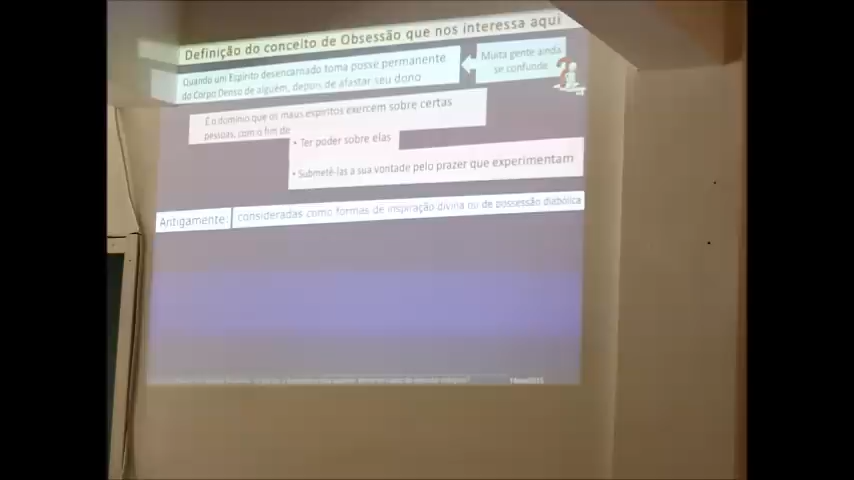 Definição do conceito de Obsessão que nos interessa aqui
Quando um Espírito desencarnado toma posse permanente
do Corpo Denso de alguém, depois de afastar seu dono
Muita gente ainda
se confunde
É o domínio que os maus espíritos exercem sobre certas
pessoas, com o fim de
• Ter poder sobre elas
• Submetê-las a sua vontade pelo prazer que experimentam
Antigamente: consideradas como formas de inspiração divina ou de possessão diabólica